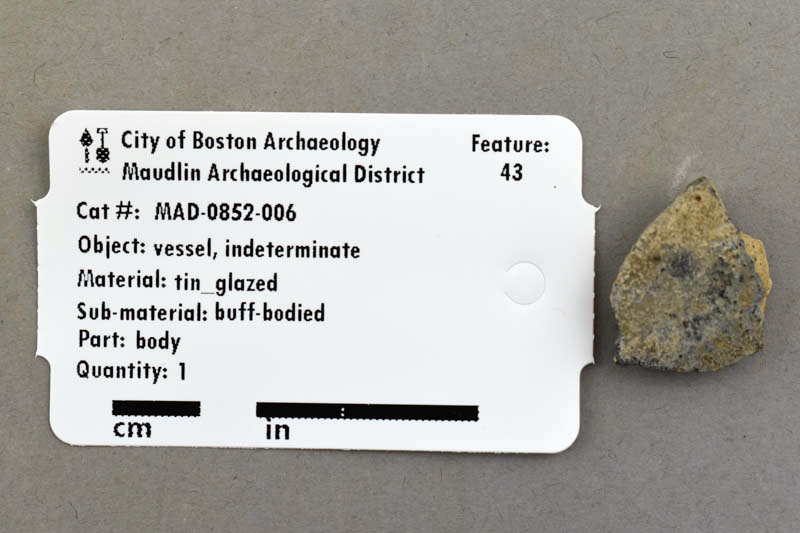 City of Boston Archaeology
Maudlin Archaeological District
Feature:
43
Cat #: MAD-0852-006
Object: vessel, indeterminate
Material: tin_glazed
Sub-material: buff-bodied
Part: body
Quantity: 1
cm
in